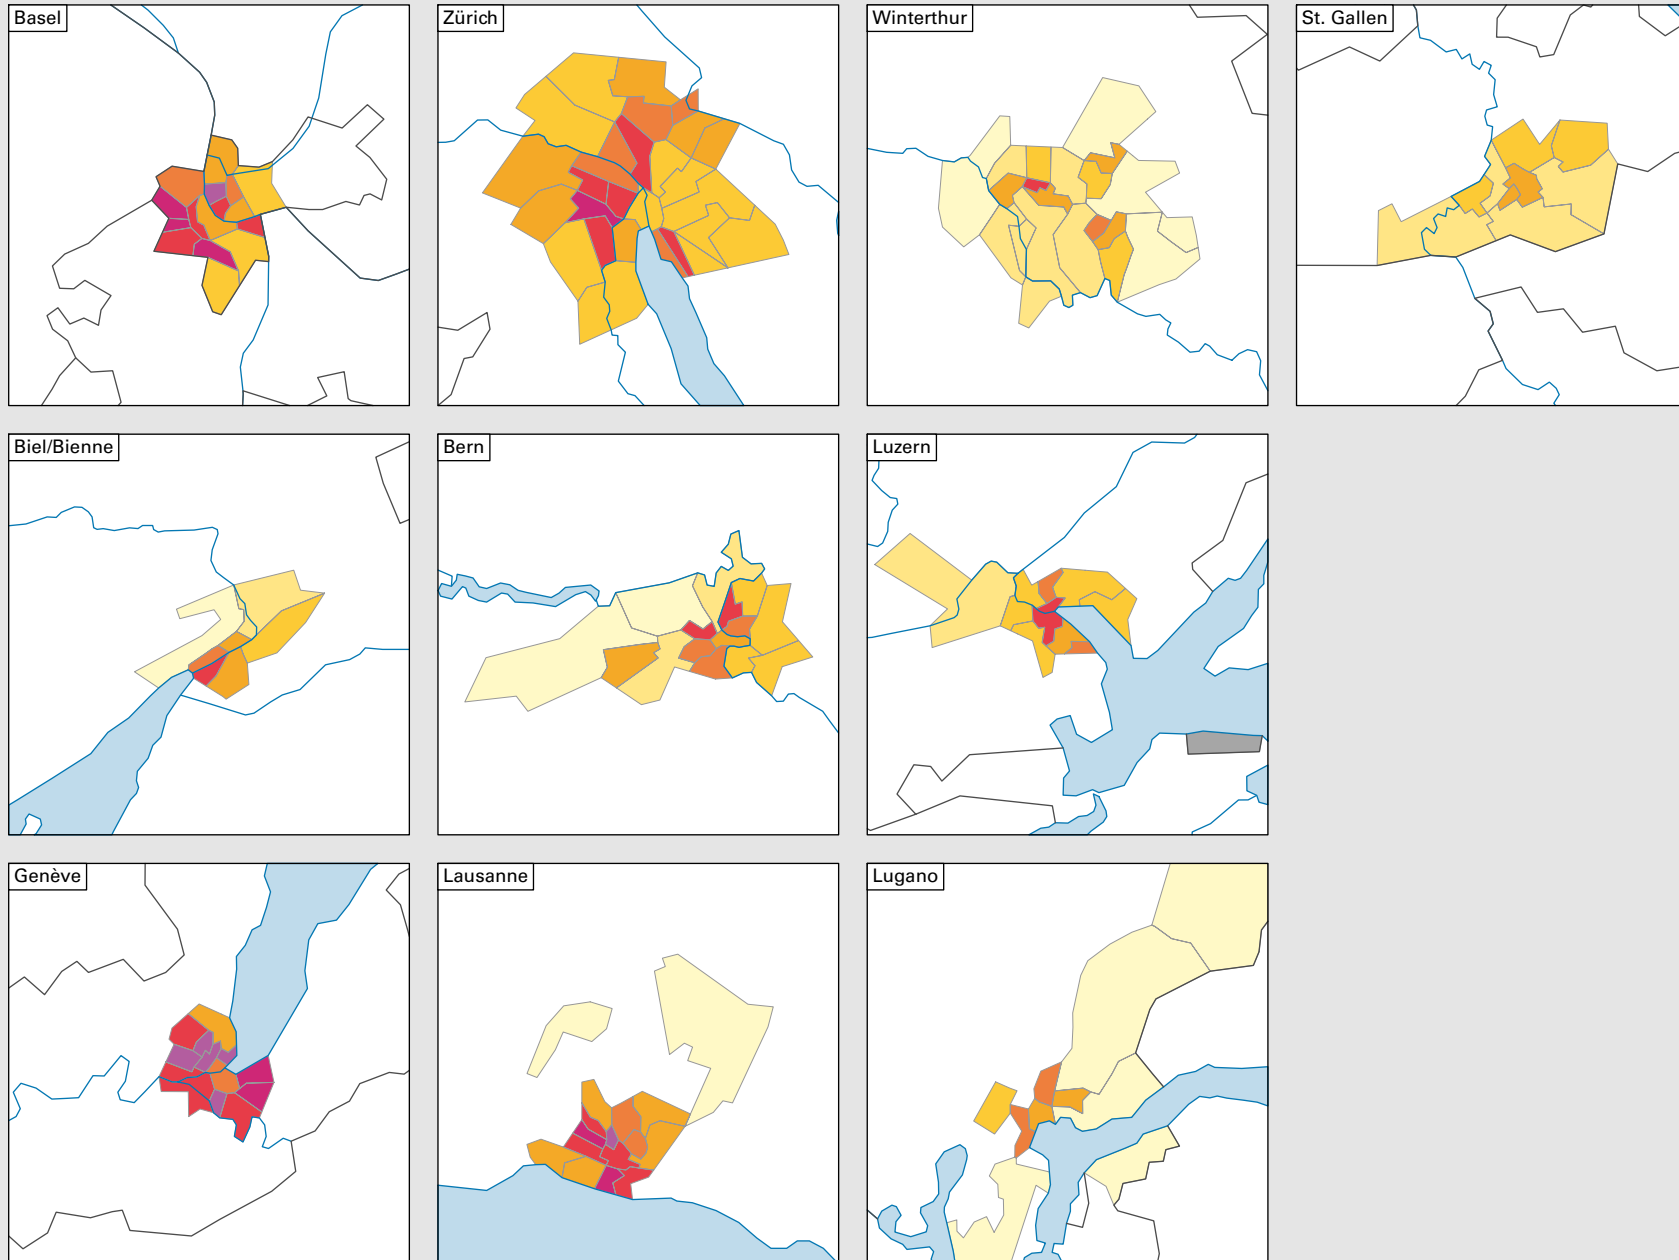 Basel
Zürich
Winterthur
St. Gallen
Biel/Bienne
Bern
Luzern
Genève
Lausanne
Lugano